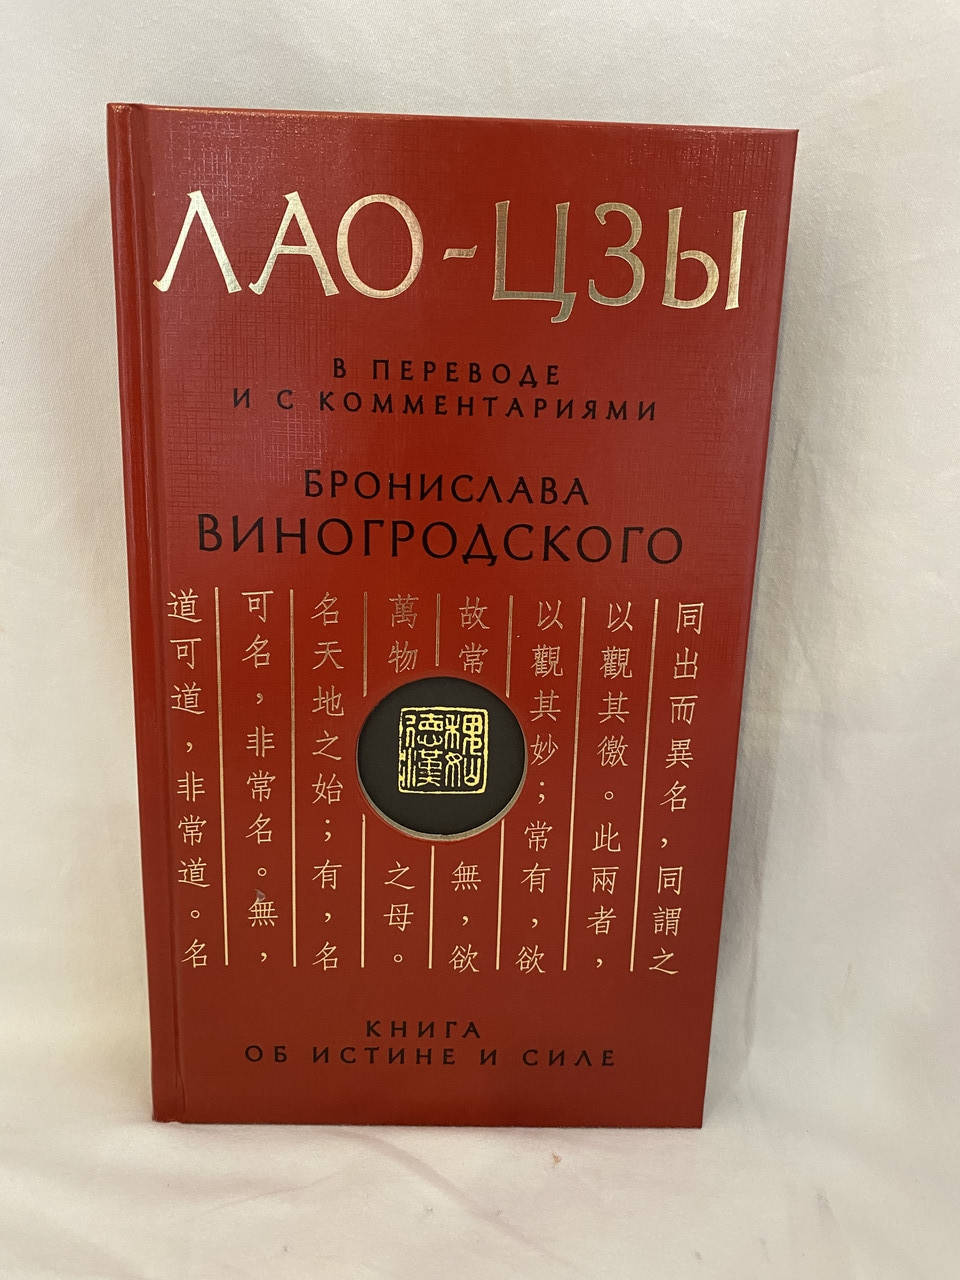 ЛАО-ЦЗЫ
В ПЕРЕВОДЕ
И С КОММЕНТАРИЯМИ
БРОНИСЛАВА
ВИНОГРОДСКОГО
道可道，非常道。名
可名，非常名。無，
名天地之始；有，名
萬物之母。
故常無，欲
以觀其妙；常有，欲
以觀其徼。此兩者，
同出而異名，同謂之
КНИГА
ОБ ИСТИНЕ И СИЛЕ